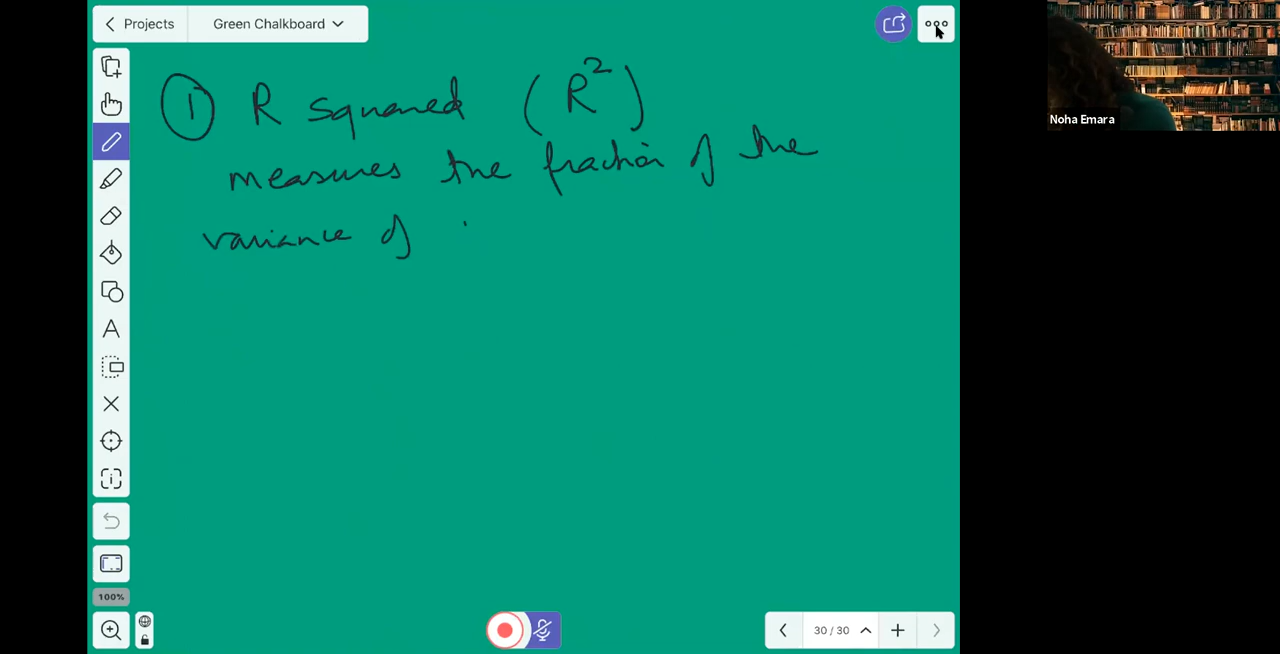 Projects
Green Chalkboard
① R squared (R²)
measures the fraction of the
variance of
A
100%
30 / 30
Noha Emara